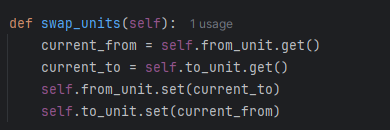 def swap_units(self): 1 usage
    current_from = self.from_unit.get()
    current_to = self.to_unit.get()
    self.from_unit.set(current_to)
    self.to_unit.set(current_from)